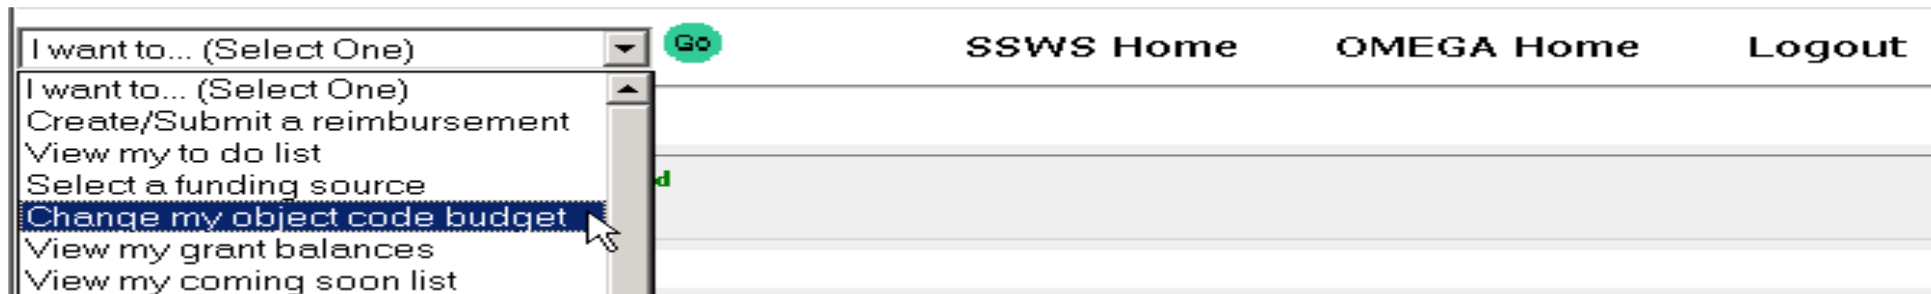 I want to... (Select One) Go SSWS Home OMEGA Home Logout
I want to... (Select One)
Create/Submit a reimbursement
View my to do list
Select a funding source
Change my object code budget
View my grant balances
View my coming soon list